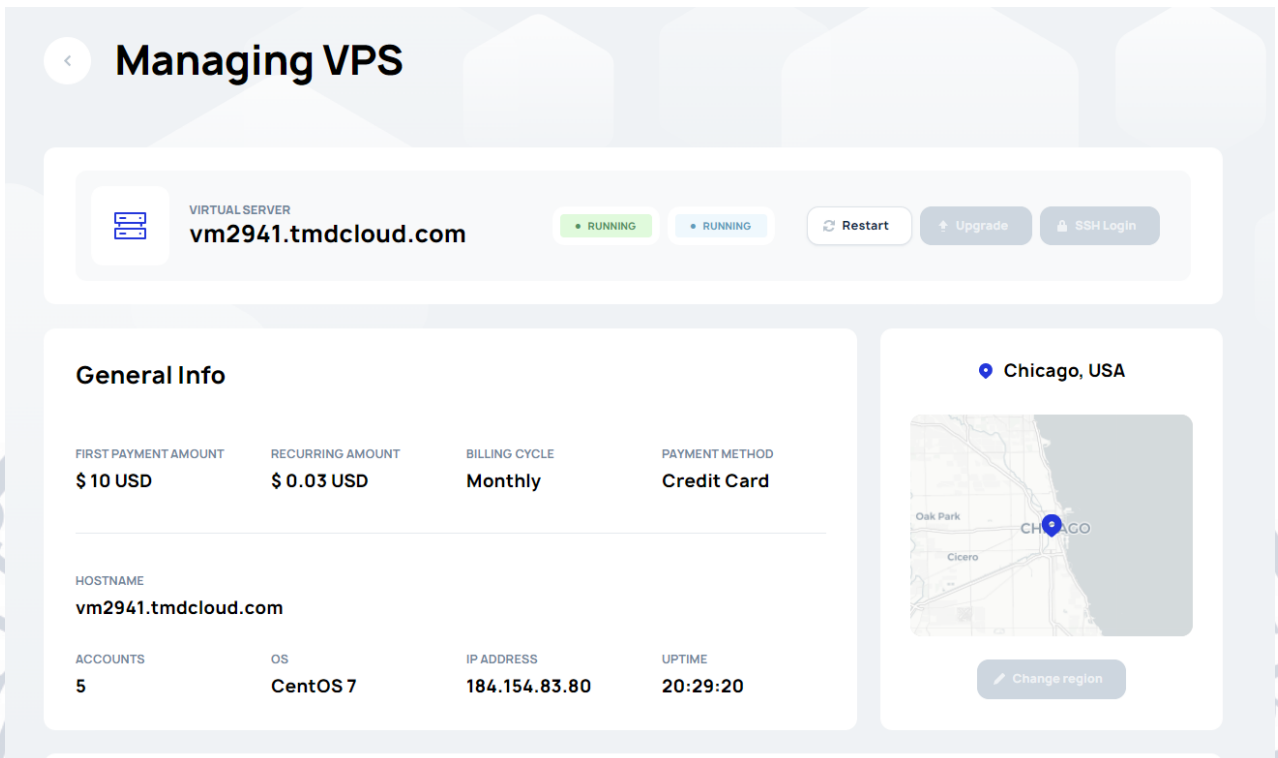 Managing VPS
VIRTUAL SERVER
vm2941.tmdcloud.com
RUNNING
RUNNING
Restart
Upgrade
SSH Login
General Info
FIRST PAYMENT AMOUNT
$ 10 USD
RECURRING AMOUNT
$ 0.03 USD
BILLING CYCLE
Monthly
PAYMENT METHOD
Credit Card
HOSTNAME
vm2941.tmdcloud.com
ACCOUNTS
5
OS
CentOS 7
IP ADDRESS
184.154.83.80
UPTIME
20:29:20
Chicago, USA
Oak Park
Cicero
Change region